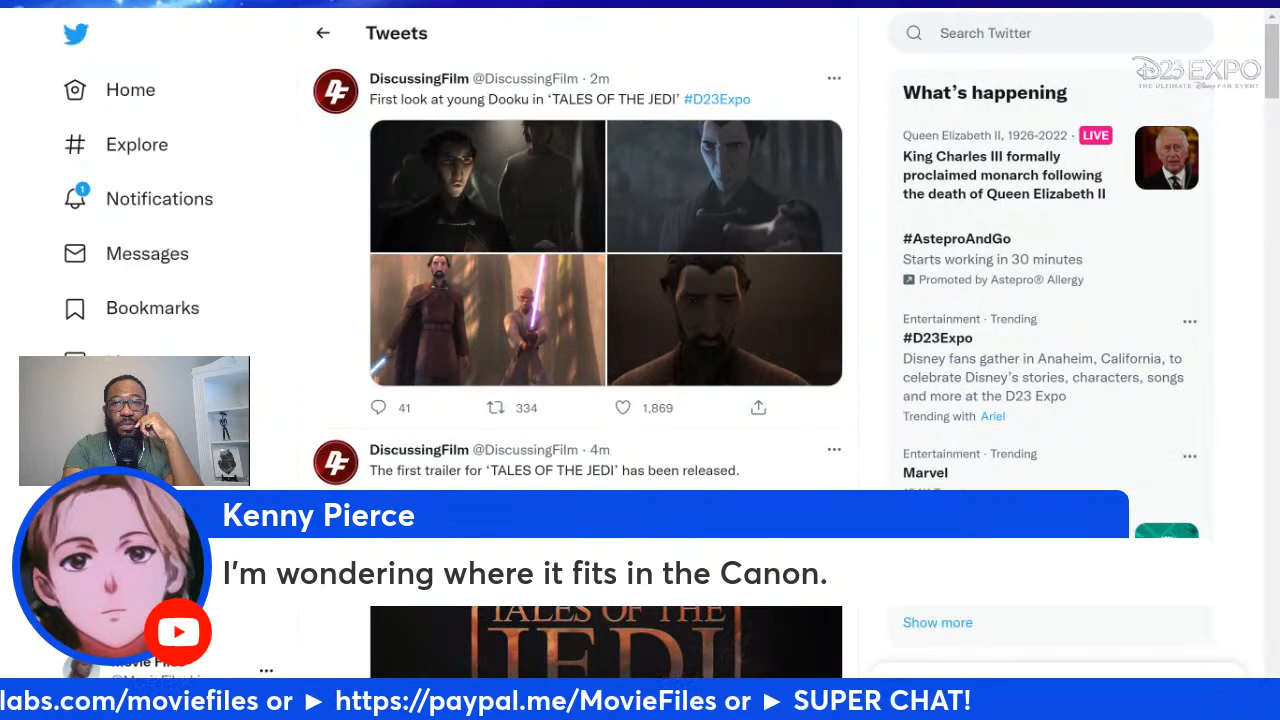 Tweets
Search Twitter
D23 EXPO
THE ULTIMATE Disney FAN EVENT
Home
Explore
1
Notifications
Messages
Bookmarks
DiscussingFilm @DiscussingFilm · 2m
First look at young Dooku in ‘TALES OF THE JEDI’ #D23Expo
41
334
1,869
DiscussingFilm @DiscussingFilm · 4m
The first trailer for ‘TALES OF THE JEDI’ has been released.
TALES OF THE
JEDI
What’s happening
Queen Elizabeth II, 1926-2022 · LIVE
King Charles III formally
proclaimed monarch following
the death of Queen Elizabeth II
#AsteproAndGo
Starts working in 30 minutes
Promoted by Astepro® Allergy
Entertainment · Trending
#D23Expo
Disney fans gather in Anaheim, California, to
celebrate Disney’s stories, characters, songs
and more at the D23 Expo
Trending with Ariel
Entertainment · Trending
Marvel
Show more
Kenny Pierce
I'm wondering where it fits in the Canon.
Movie Files
labs.com/moviefiles or ► https://paypal.me/MovieFiles or ► SUPER CHAT!